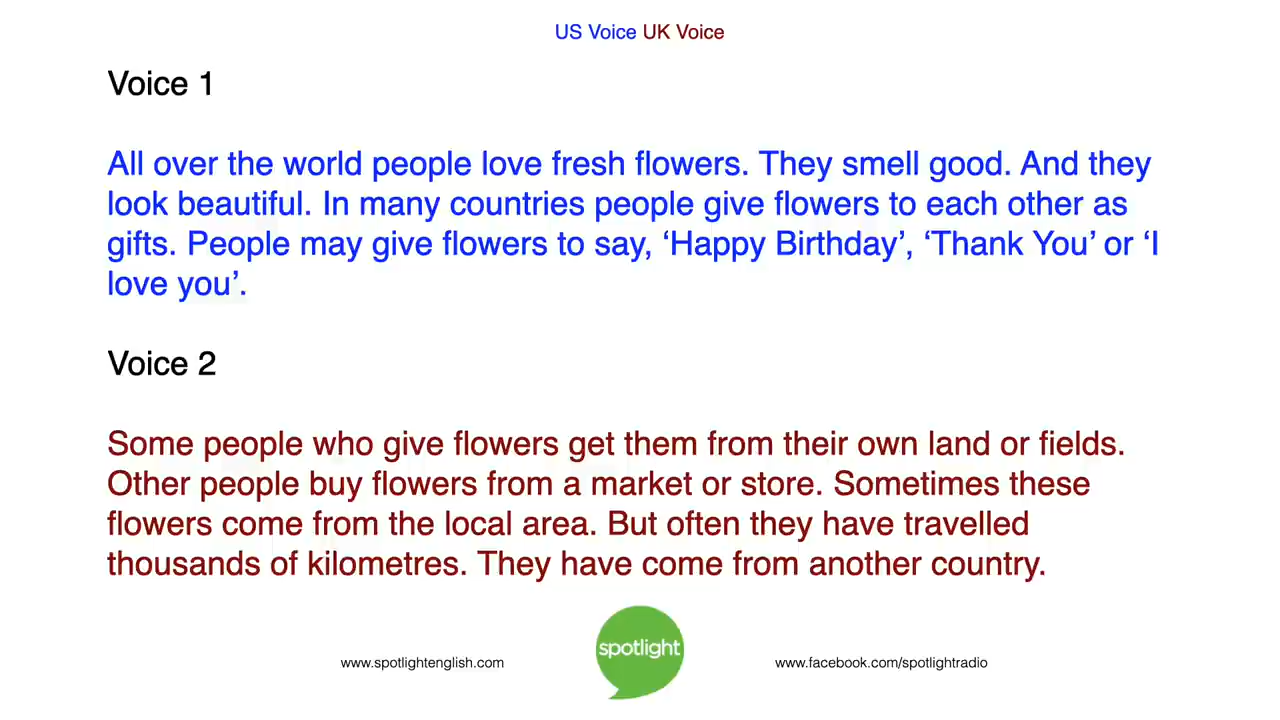 US Voice UK Voice
Voice 1
All over the world people love fresh flowers. They smell good. And they
look beautiful. In many countries people give flowers to each other as
gifts. People may give flowers to say, ‘Happy Birthday’, ‘Thank You’ or ‘I
love you’.
Voice 2
Some people who give flowers get them from their own land or fields.
Other people buy flowers from a market or store. Sometimes these
flowers come from the local area. But often they have travelled
thousands of kilometres. They have come from another country.
spotlight
www.spotlightenglish.com
www.facebook.com/spotlightradio